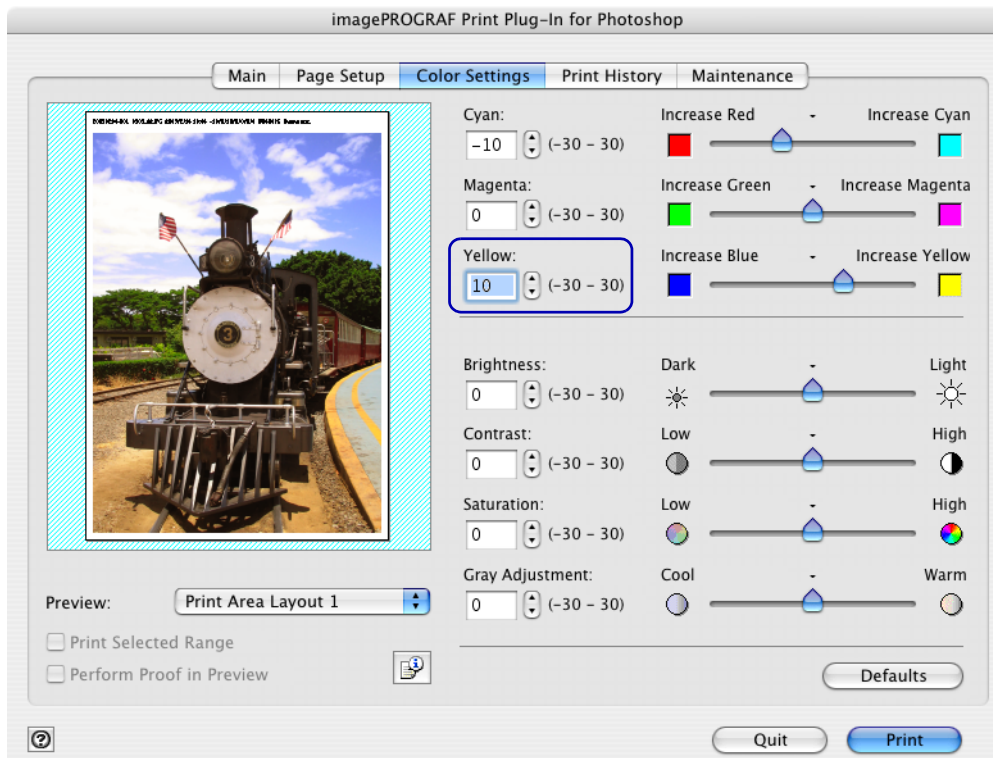 imagePROGRAF Print Plug-In for Photoshop
Main Page Setup Color Settings Print History Maintenance
Cyan:
-10 (-30 – 30)
Increase Red - Increase Cyan
Magenta:
0 (-30 – 30)
Increase Green - Increase Magenta
Yellow:
10 (-30 – 30)
Increase Blue - Increase Yellow
Brightness:
0 (-30 – 30)
Dark - Light
Contrast:
0 (-30 – 30)
Low - High
Saturation:
0 (-30 – 30)
Low - High
Gray Adjustment:
0 (-30 – 30)
Cool - Warm
3
Preview: Print Area Layout 1
Print Selected Range
Perform Proof in Preview
Defaults
?
Quit Print